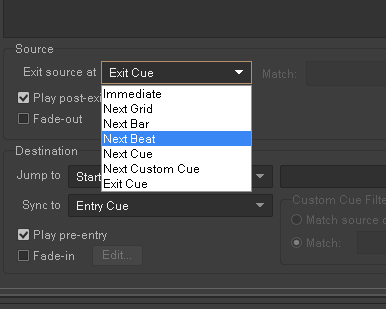 Source
Exit source at Exit Cue Match:
Immediate
Next Grid
Play post-exi Next Bar
Fade-out Next Beat
Next Cue
Destination
Next Custom Cue
Jump to Start Exit Cue
Sync to Entry Cue
Custom Cue Filte
Match source c
Play pre-entry
Match:
Fade-in Edit...